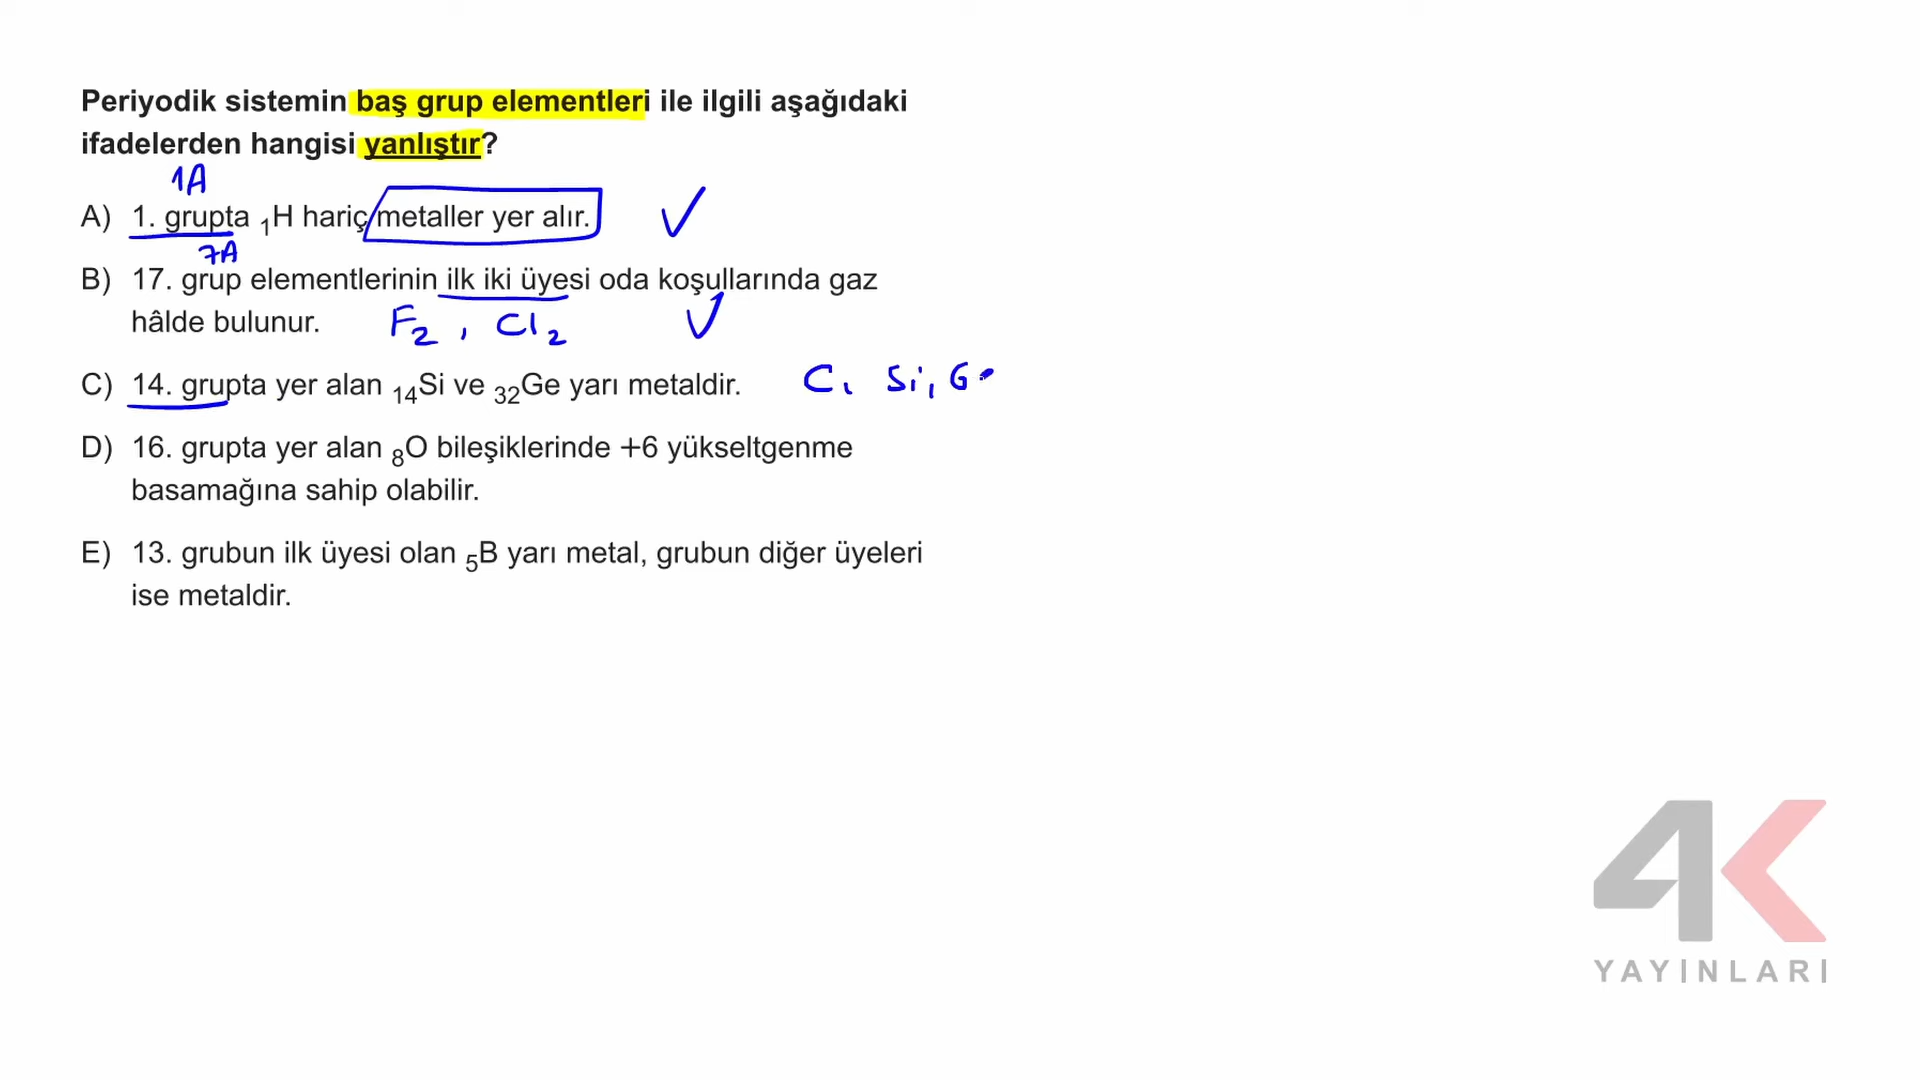 Periyodik sistemin baş grup elementleri ile ilgili aşağıdaki
ifadelerden hangisi yanlıştır?
1A
A) 1. grupta ₁H hariç metaller yer alır. ✓
7A
B) 17. grup elementlerinin ilk iki üyesi oda koşullarında gaz
hâlde bulunur. F₂, Cl₂ ✓
C) 14. grupta yer alan ₁₄Si ve ₃₂Ge yarı metaldir. C, Si, G
D) 16. grupta yer alan ₈O bileşiklerinde +6 yükseltgenme
basamağına sahip olabilir.
E) 13. grubun ilk üyesi olan ₅B yarı metal, grubun diğer üyeleri
ise metaldir.
4K
YAYINLARI